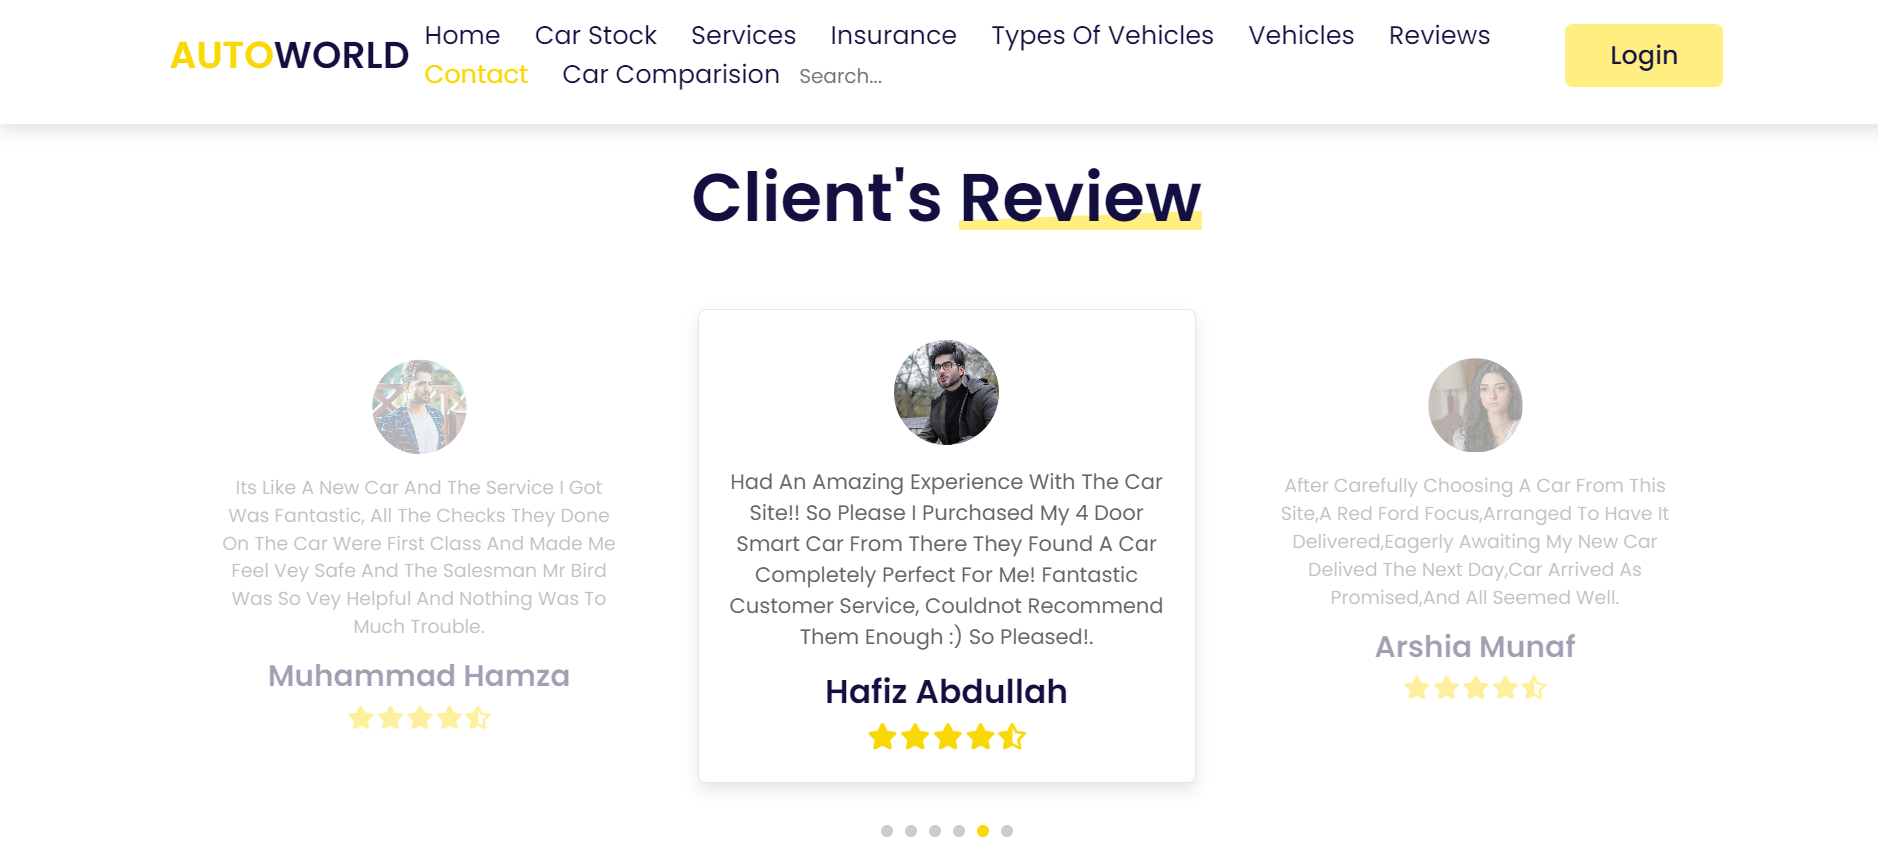 AUTOWORLD
Home Car Stock Services Insurance Types Of Vehicles Vehicles Reviews
Contact Car Comparision Search...
Login
Client's Review
Its Like A New Car And The Service I Got
Was Fantastic, All The Checks They Done
On The Car Were First Class And Made Me
Feel Vey Safe And The Salesman Mr Bird
Was So Vey Helpful And Nothing Was To
Much Trouble.
Muhammad Hamza
Had An Amazing Experience With The Car
Site!! So Please I Purchased My 4 Door
Smart Car From There They Found A Car
Completely Perfect For Me! Fantastic
Customer Service, Couldnot Recommend
Them Enough :) So Pleased!.
Hafiz Abdullah
After Carefully Choosing A Car From This
Site,A Red Ford Focus,Arranged To Have It
Delivered,Eagerly Awaiting My New Car
Delived The Next Day,Car Arrived As
Promised,And All Seemed Well.
Arshia Munaf